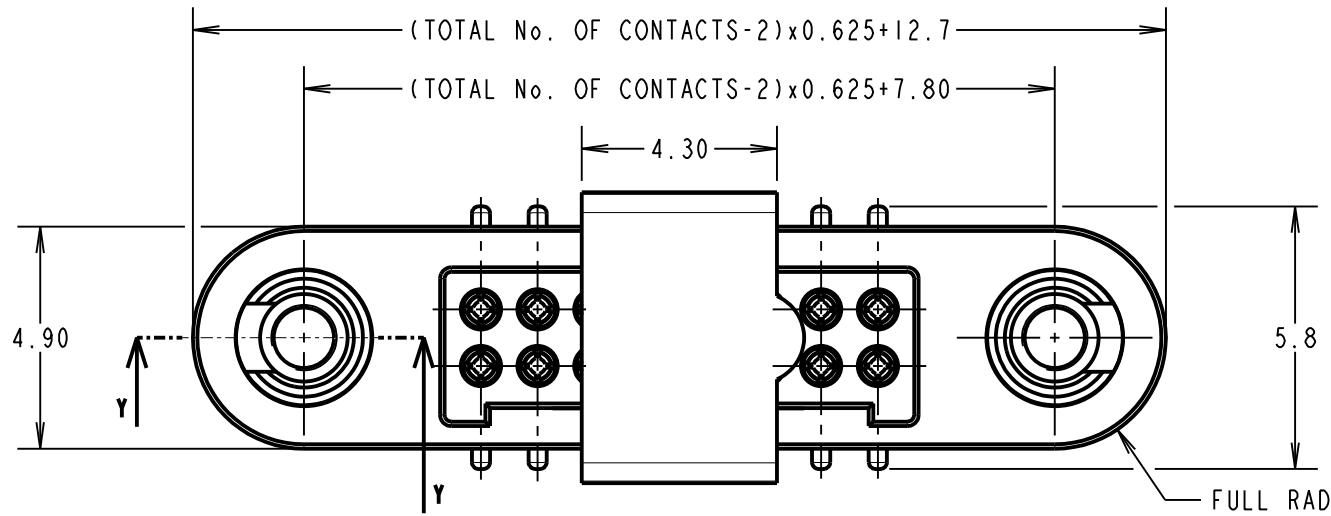 (TOTAL No. OF CONTACTS-2)x0.625+12.7
(TOTAL No. OF CONTACTS-2)x0.625+7.80
4.30
4.90
5.8
Y
Y
FULL RAD